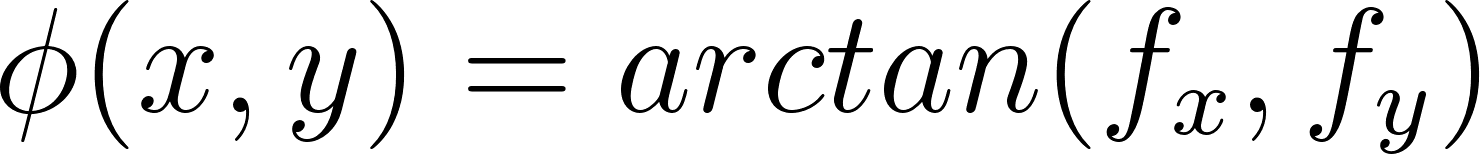 ϕ(x, y) = arctan(f_x, f_y)